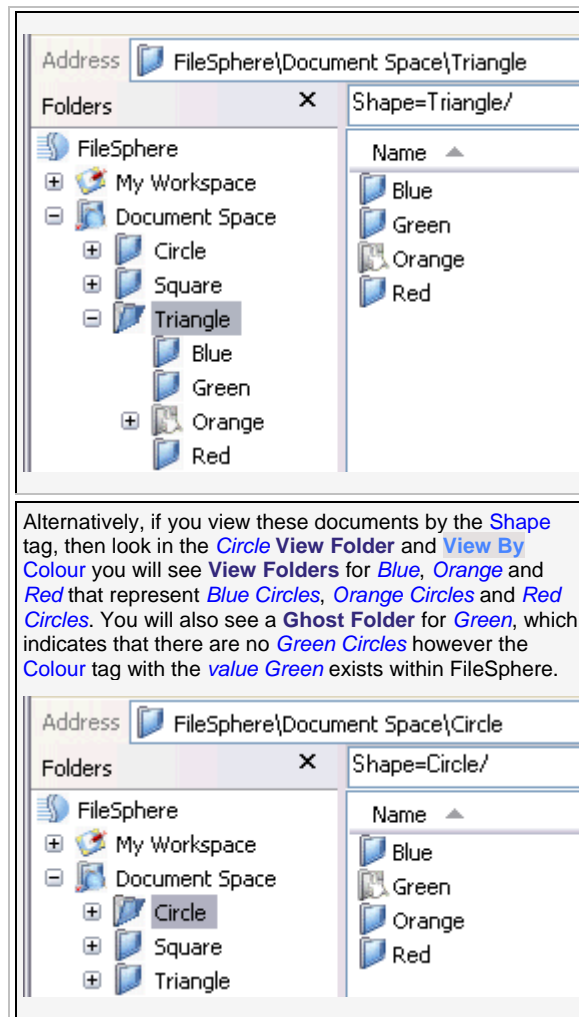 Address FileSphere\Document Space\Triangle
Folders x Shape=Triangle/
FileSphere
My Workspace
Document Space
Circle
Square
Triangle
Blue
Green
Orange
Red
Name
Blue
Green
Orange
Red
Alternatively, if you view these documents by the Shape
tag, then look in the Circle View Folder and View By
Colour you will see View Folders for Blue, Orange and
Red that represent Blue Circles, Orange Circles and Red
Circles. You will also see a Ghost Folder for Green, which
indicates that there are no Green Circles however the
Colour tag with the value Green exists within FileSphere.
Address FileSphere\Document Space\Circle
Folders x Shape=Circle/
FileSphere
My Workspace
Document Space
Circle
Square
Triangle
Name
Blue
Green
Orange
Red